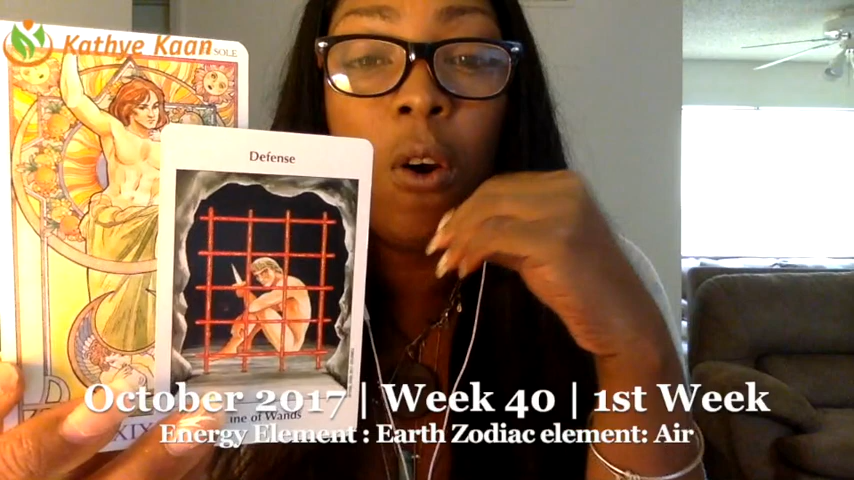 Kathye Kaan
SOLE
Defense
ine of Wands
XIX
October 2017 | Week 40 | 1st Week
Energy Element : Earth Zodiac element: Air